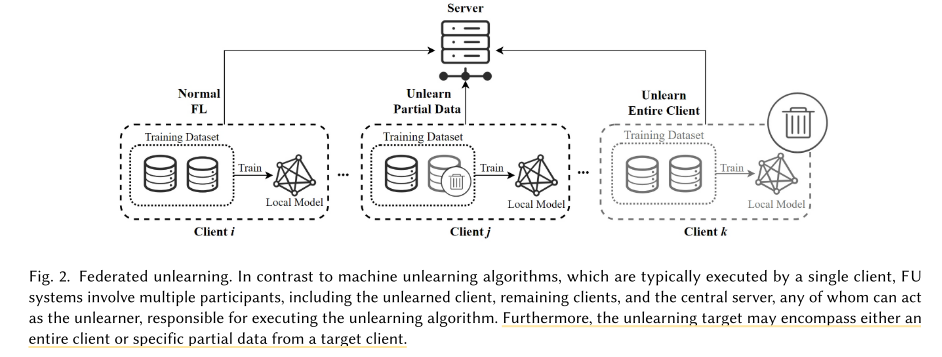 Server
Normal
FL
Unlearn
Partial Data
Unlearn
Entire Client
Training Dataset
Train
Local Model
Client i
...
Training Dataset
Train
Local Model
Client j
...
Training Dataset
Train
Local Model
Client k
Fig. 2. Federated unlearning. In contrast to machine unlearning algorithms, which are typically executed by a single client, FU
systems involve multiple participants, including the unlearned client, remaining clients, and the central server, any of whom can act
as the unlearner, responsible for executing the unlearning algorithm. Furthermore, the unlearning target may encompass either an
entire client or specific partial data from a target client.